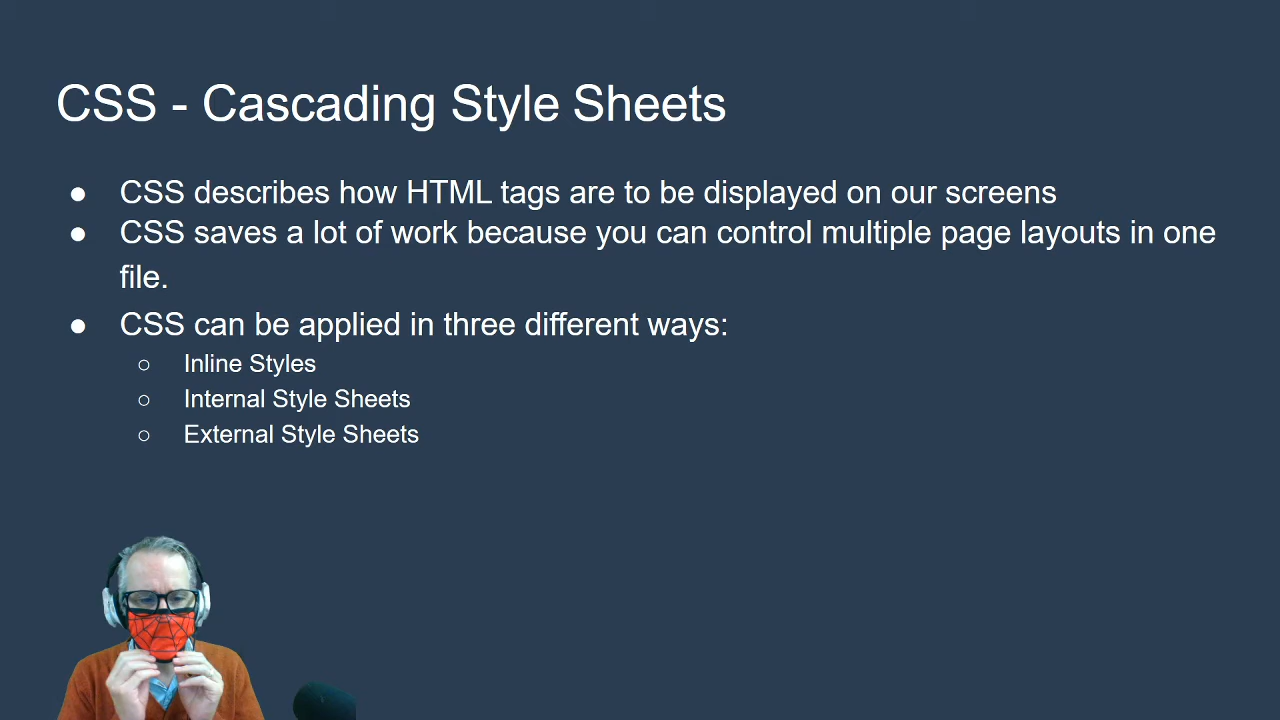 CSS - Cascading Style Sheets
● CSS describes how HTML tags are to be displayed on our screens
● CSS saves a lot of work because you can control multiple page layouts in one
file.
● CSS can be applied in three different ways:
○ Inline Styles
○ Internal Style Sheets
○ External Style Sheets